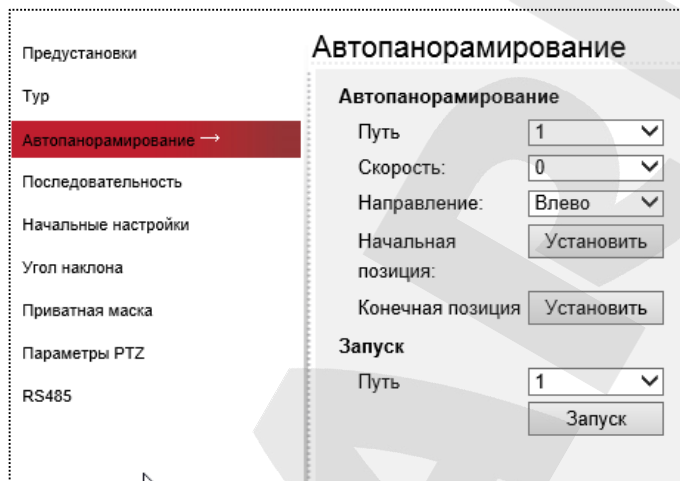 Предустановки
Тур
Автопанорамирование →
Последовательность
Начальные настройки
Угол наклона
Приватная маска
Параметры PTZ
RS485
Автопанорамирование
Автопанорамирование
Путь 1
Скорость: 0
Направление: Влево
Начальная позиция: Установить
Конечная позиция Установить
Запуск
Путь 1
Запуск